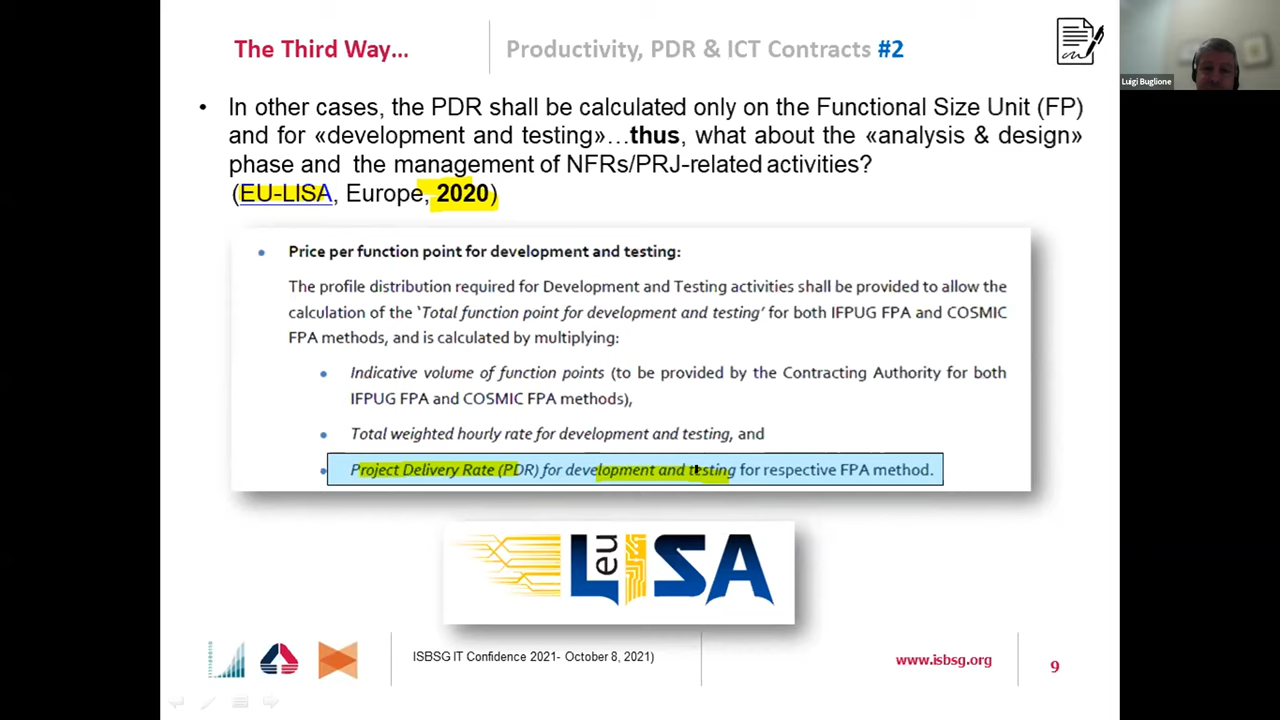 The Third Way...
Productivity, PDR & ICT Contracts #2
Luigi Buglione
• In other cases, the PDR shall be calculated only on the Functional Size Unit (FP)
and for «development and testing»...thus, what about the «analysis & design»
phase and the management of NFRs/PRJ-related activities?
(EU-LISA, Europe, 2020)
• Price per function point for development and testing:
The profile distribution required for Development and Testing activities shall be provided to allow the
calculation of the 'Total function point for development and testing' for both IFPUG FPA and COSMIC
FPA methods, and is calculated by multiplying:
• Indicative volume of function points (to be provided by the Contracting Authority for both
IFPUG FPA and COSMIC FPA methods),
• Total weighted hourly rate for development and testing, and
• Project Delivery Rate (PDR) for development and testing for respective FPA method.
eu LISA
ISBSG IT Confidence 2021- October 8, 2021)
www.isbsg.org
9